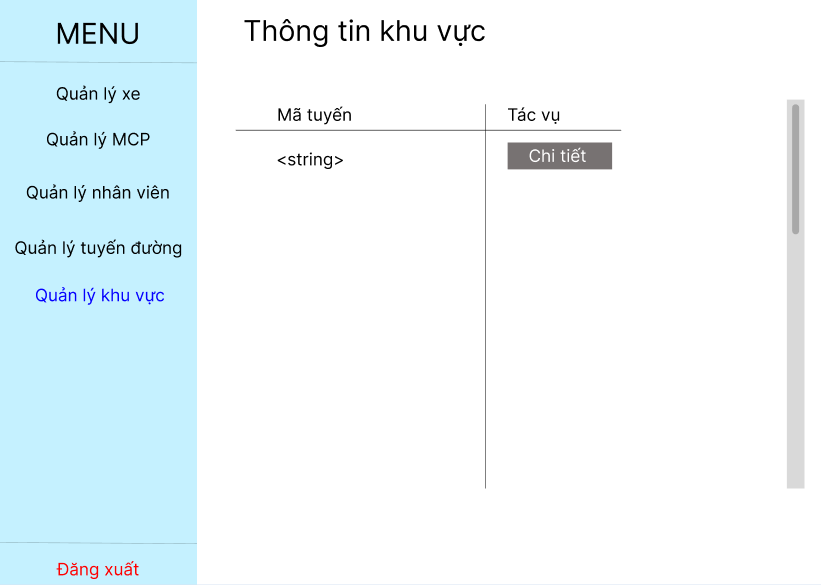 MENU
Quản lý xe
Quản lý MCP
Quản lý nhân viên
Quản lý tuyến đường
Quản lý khu vực
Đăng xuất
Thông tin khu vực
Mã tuyến
Tác vụ
<string>
Chi tiết